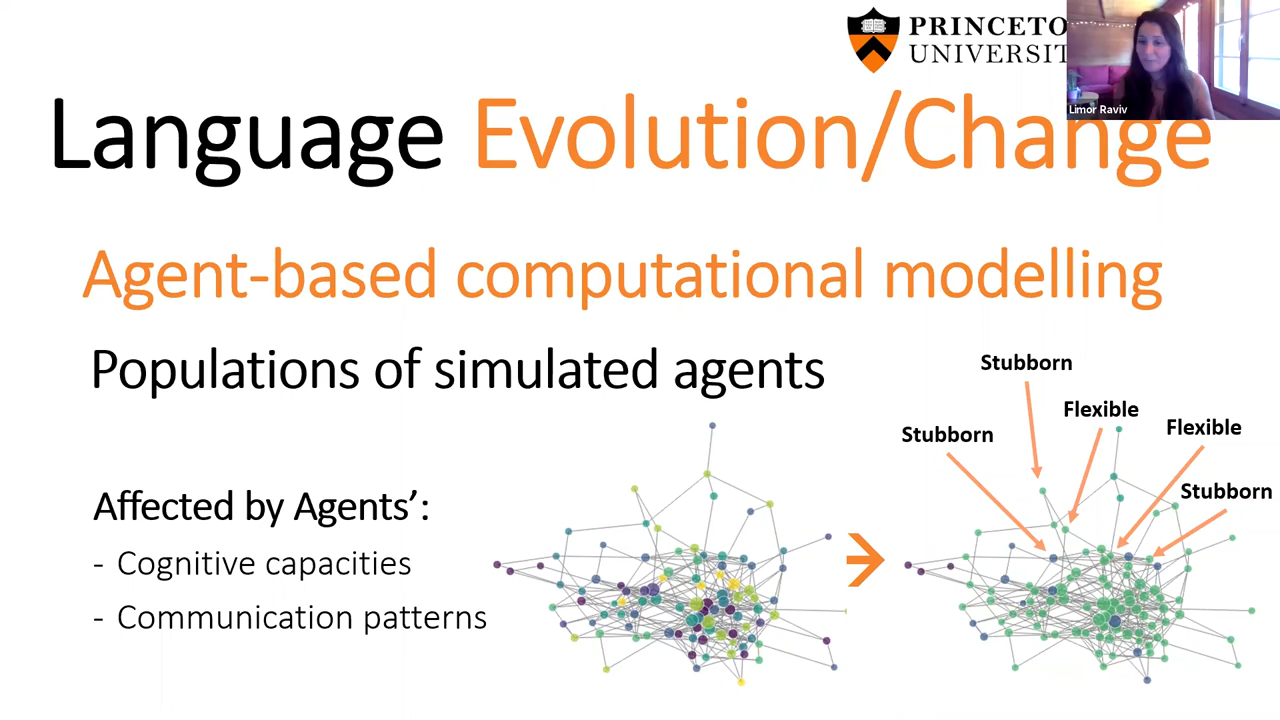 PRINCETO
UNIVERSIT
Limor Raviv
Language Evolution/Change
Agent-based computational modelling
Populations of simulated agents
Stubborn
Flexible
Stubborn
Flexible
Stubborn
Affected by Agents’:
- Cognitive capacities
- Communication patterns